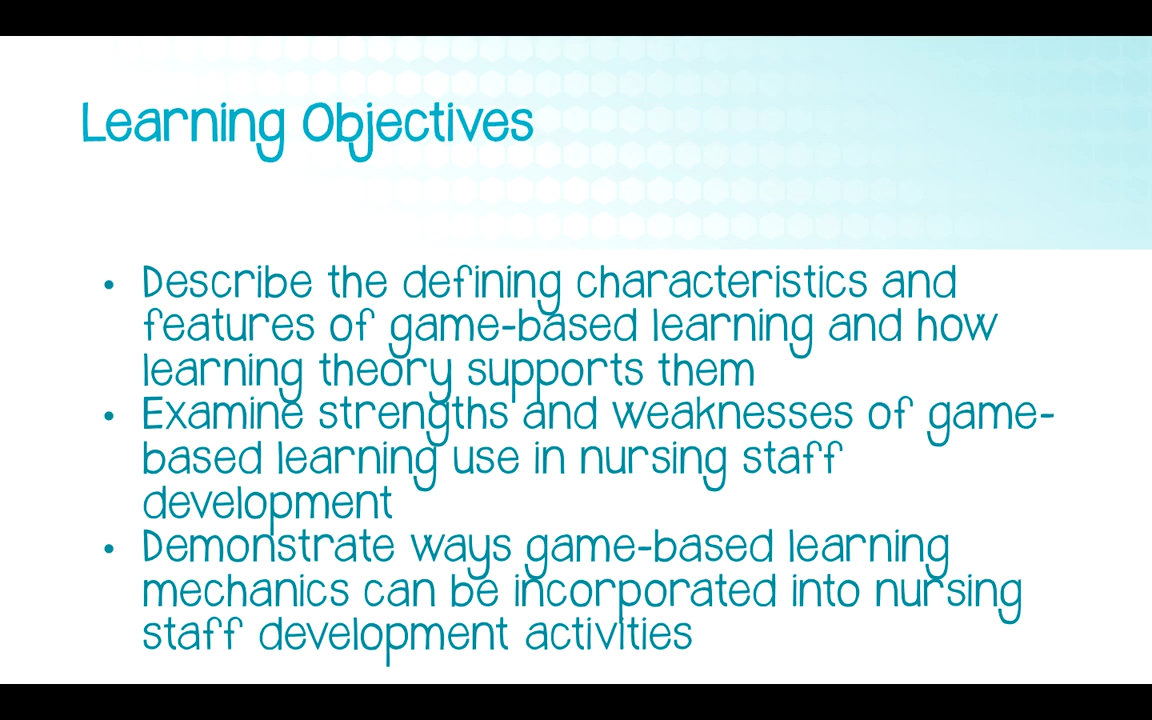 Learning Objectives
• Describe the defining characteristics and
features of game-based learning and how
learning theory supports them
• Examine strengths and weaknesses of game-
based learning use in nursing staff
development
• Demonstrate ways game-based learning
mechanics can be incorporated into nursing
staff development activities